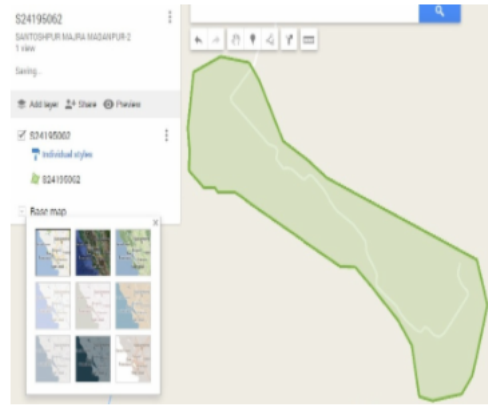 S24195062
SANTOSHPUR MAJRA MADANPUR-2
1 view
Saving...
Add layer Share Preview
S24195062
Individual styles
S24195062
Base map